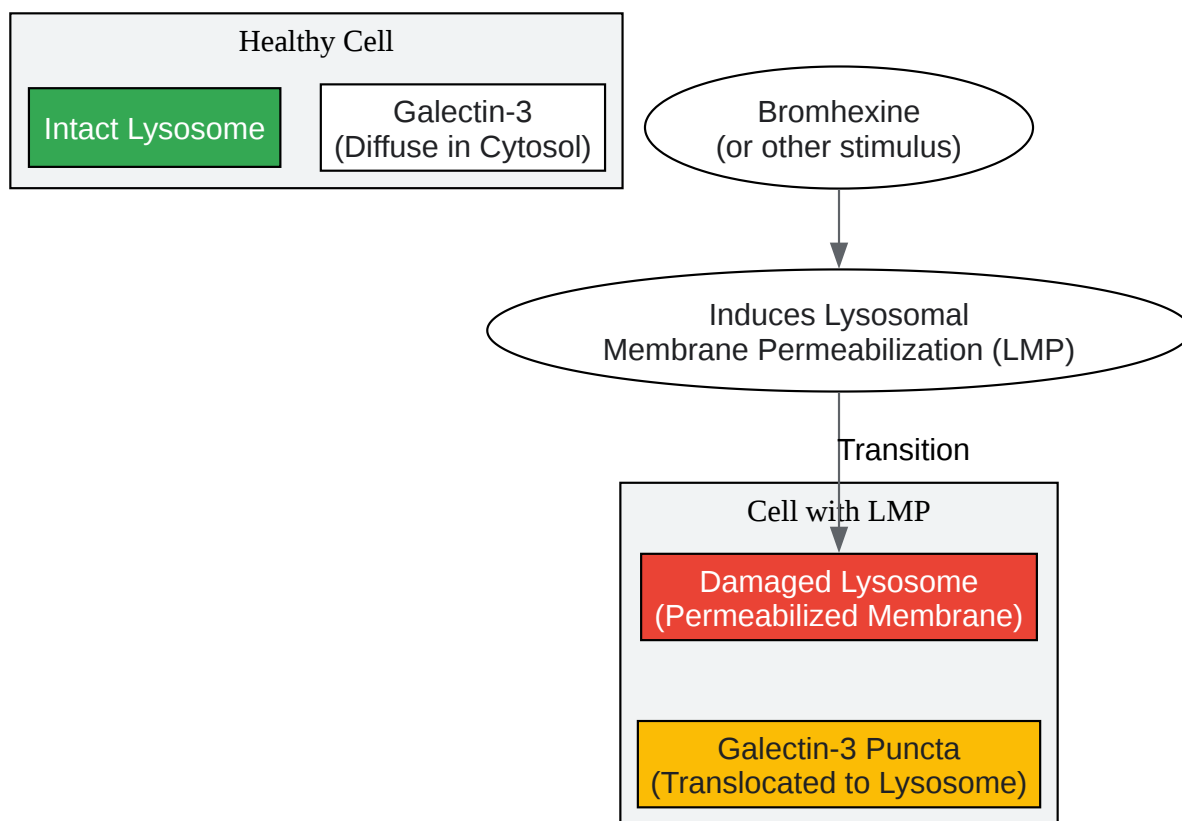 Healthy Cell
Intact Lysosome
Galectin-3
(Diffuse in Cytosol)
Bromhexine
(or other stimulus)
Induces Lysosomal
Membrane Permeabilization (LMP)
Transition
Cell with LMP
Damaged Lysosome
(Permeabilized Membrane)
Galectin-3 Puncta
(Translocated to Lysosome)